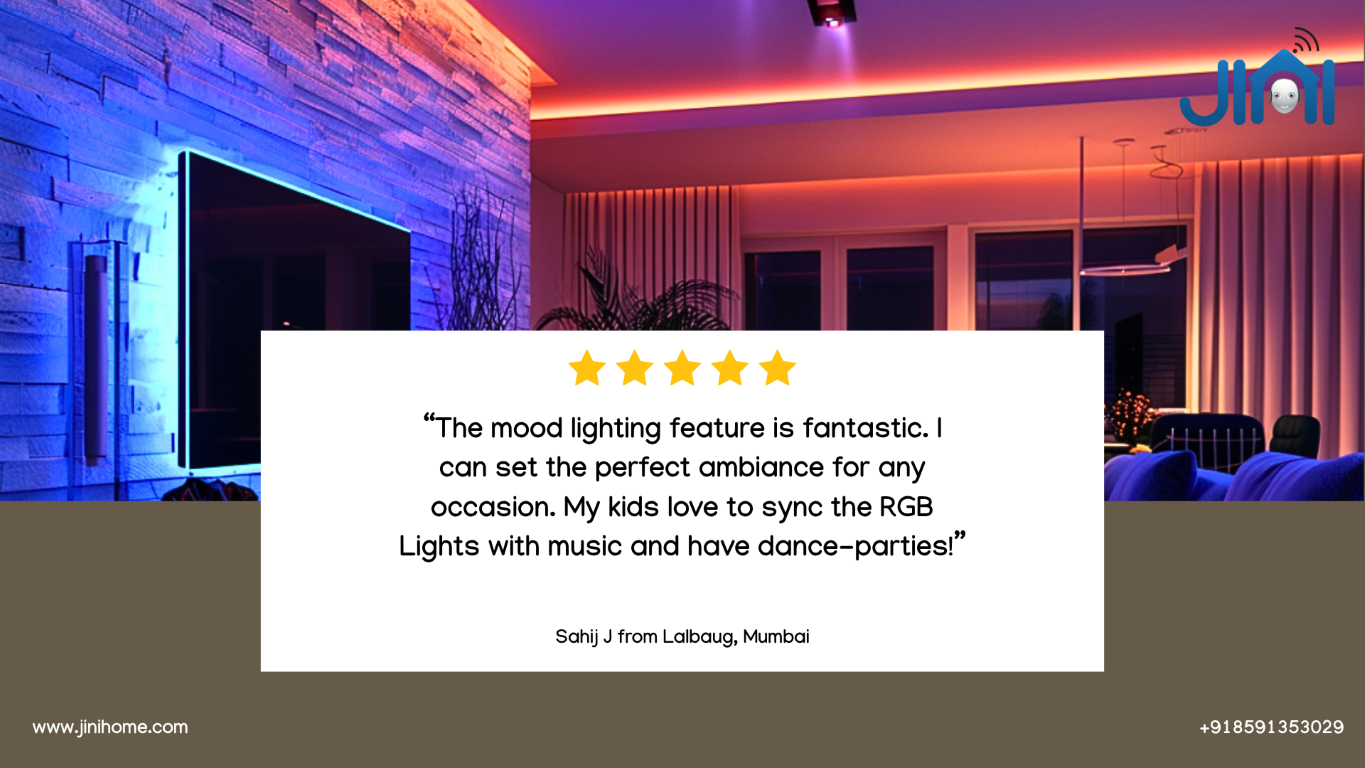 JINI
“The mood lighting feature is fantastic. I
can set the perfect ambiance for any
occasion. My kids love to sync the RGB
Lights with music and have dance-parties!”
Sahij J from Lalbaug, Mumbai
www.jinihome.com
+918591353029